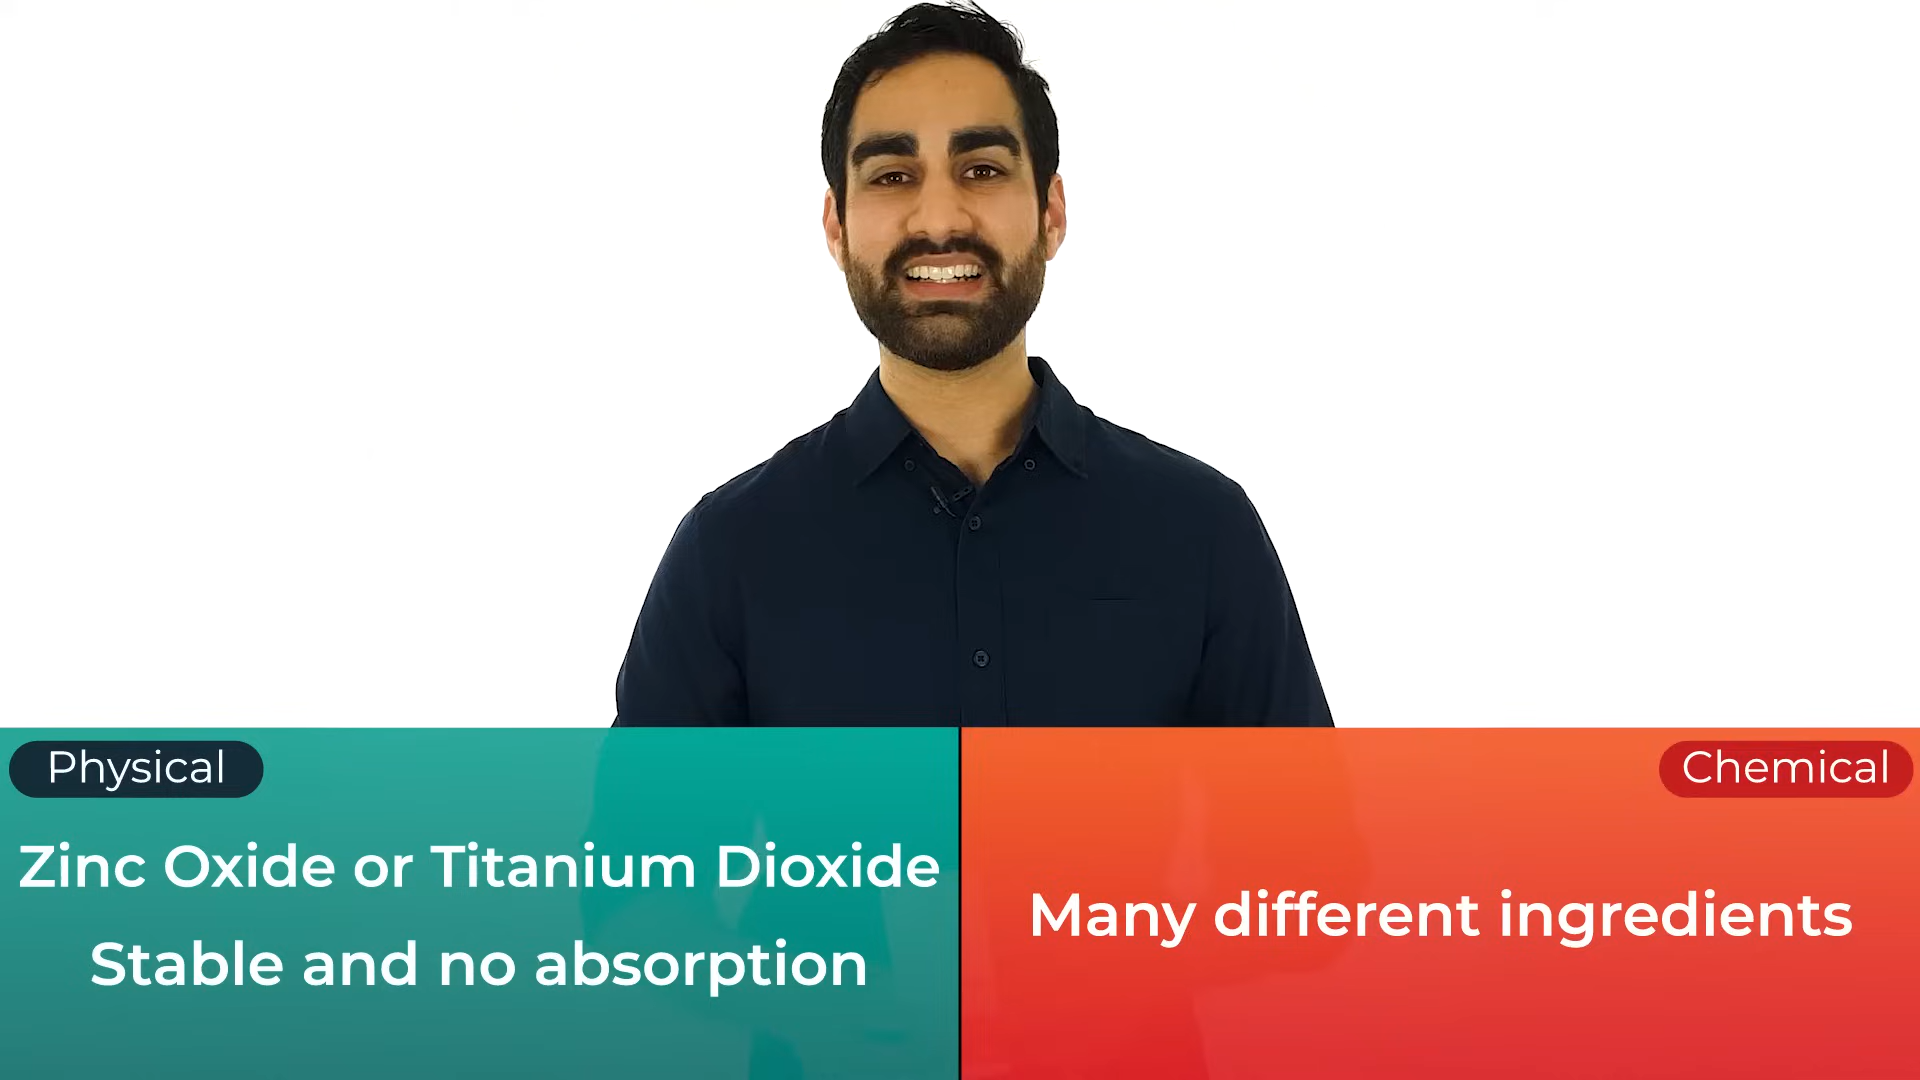 Physical
Zinc Oxide or Titanium Dioxide
Stable and no absorption
Chemical
Many different ingredients